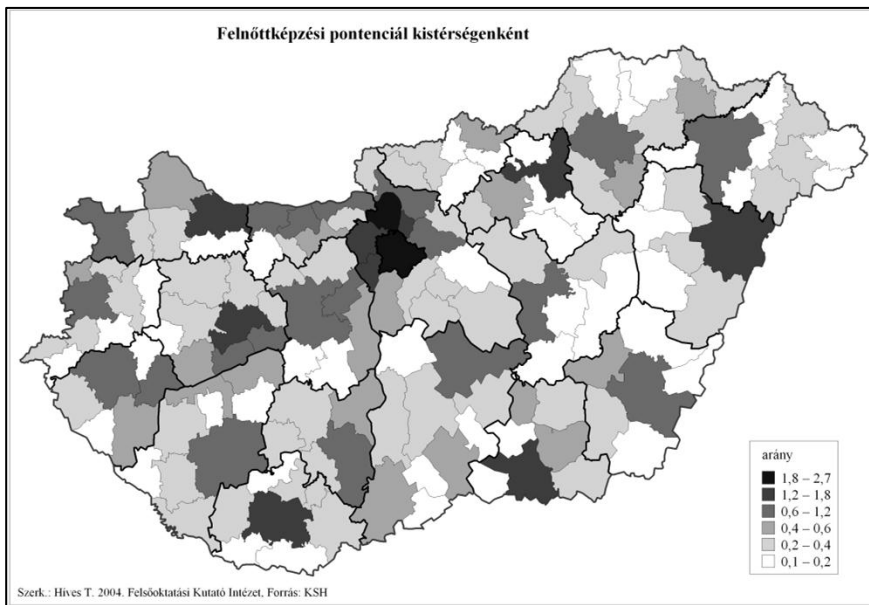 Felnőttképzési pontenciál kistérségenként
arány
1,8 – 2,7
1,2 – 1,8
0,6 – 1,2
0,4 – 0,6
0,2 – 0,4
0,1 – 0,2
Szerk.: Híves T. 2004. Felsőoktatási Kutató Intézet, Forrás: KSH